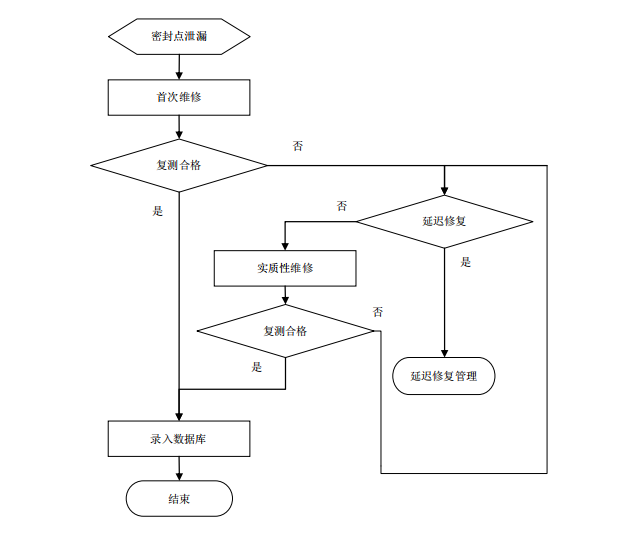 密封点泄漏
首次维修
否
复测合格
否
是
延迟修复
是
实质性维修
否
复测合格
是
延迟修复管理
录入数据库
结束